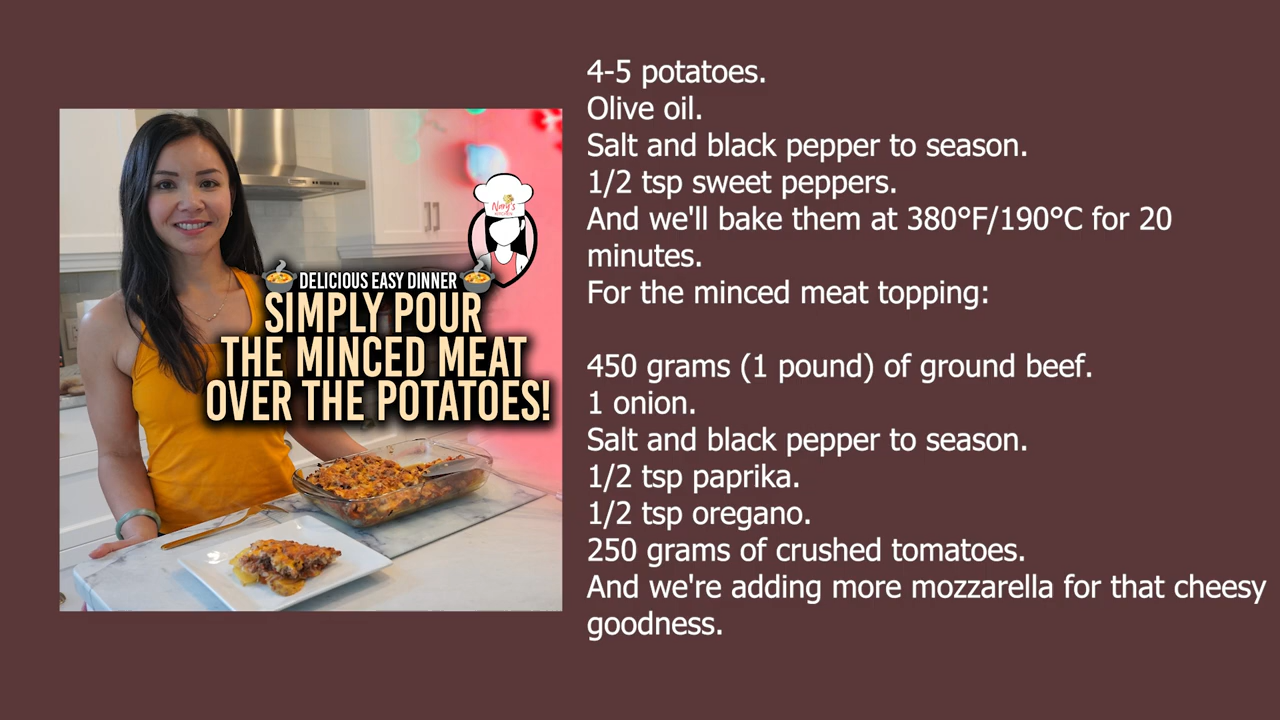 Nary's
KITCHEN
DELICIOUS EASY DINNER
SIMPLY POUR
THE MINCED MEAT
OVER THE POTATOES!
4-5 potatoes.
Olive oil.
Salt and black pepper to season.
1/2 tsp sweet peppers.
And we'll bake them at 380°F/190°C for 20
minutes.
For the minced meat topping:
450 grams (1 pound) of ground beef.
1 onion.
Salt and black pepper to season.
1/2 tsp paprika.
1/2 tsp oregano.
250 grams of crushed tomatoes.
And we're adding more mozzarella for that cheesy
goodness.